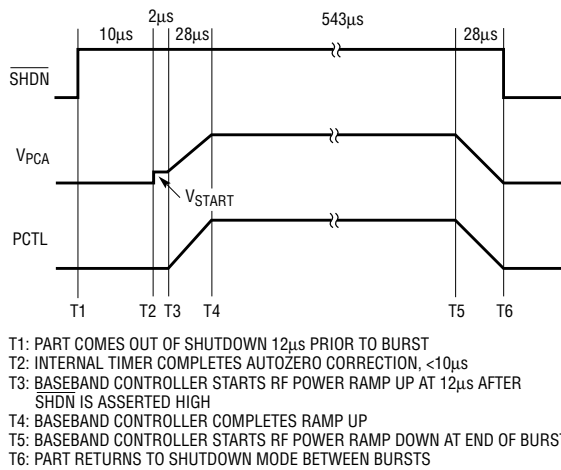 2µs
10µs 28µs 543µs 28µs
SHDN
VPCA
VSTART
PCTL
T1 T2 T3 T4 T5 T6
T1: PART COMES OUT OF SHUTDOWN 12µs PRIOR TO BURST
T2: INTERNAL TIMER COMPLETES AUTOZERO CORRECTION, <10µs
T3: BASEBAND CONTROLLER STARTS RF POWER RAMP UP AT 12µs AFTER
SHDN IS ASSERTED HIGH
T4: BASEBAND CONTROLLER COMPLETES RAMP UP
T5: BASEBAND CONTROLLER STARTS RF POWER RAMP DOWN AT END OF BURST
T6: PART RETURNS TO SHUTDOWN MODE BETWEEN BURSTS